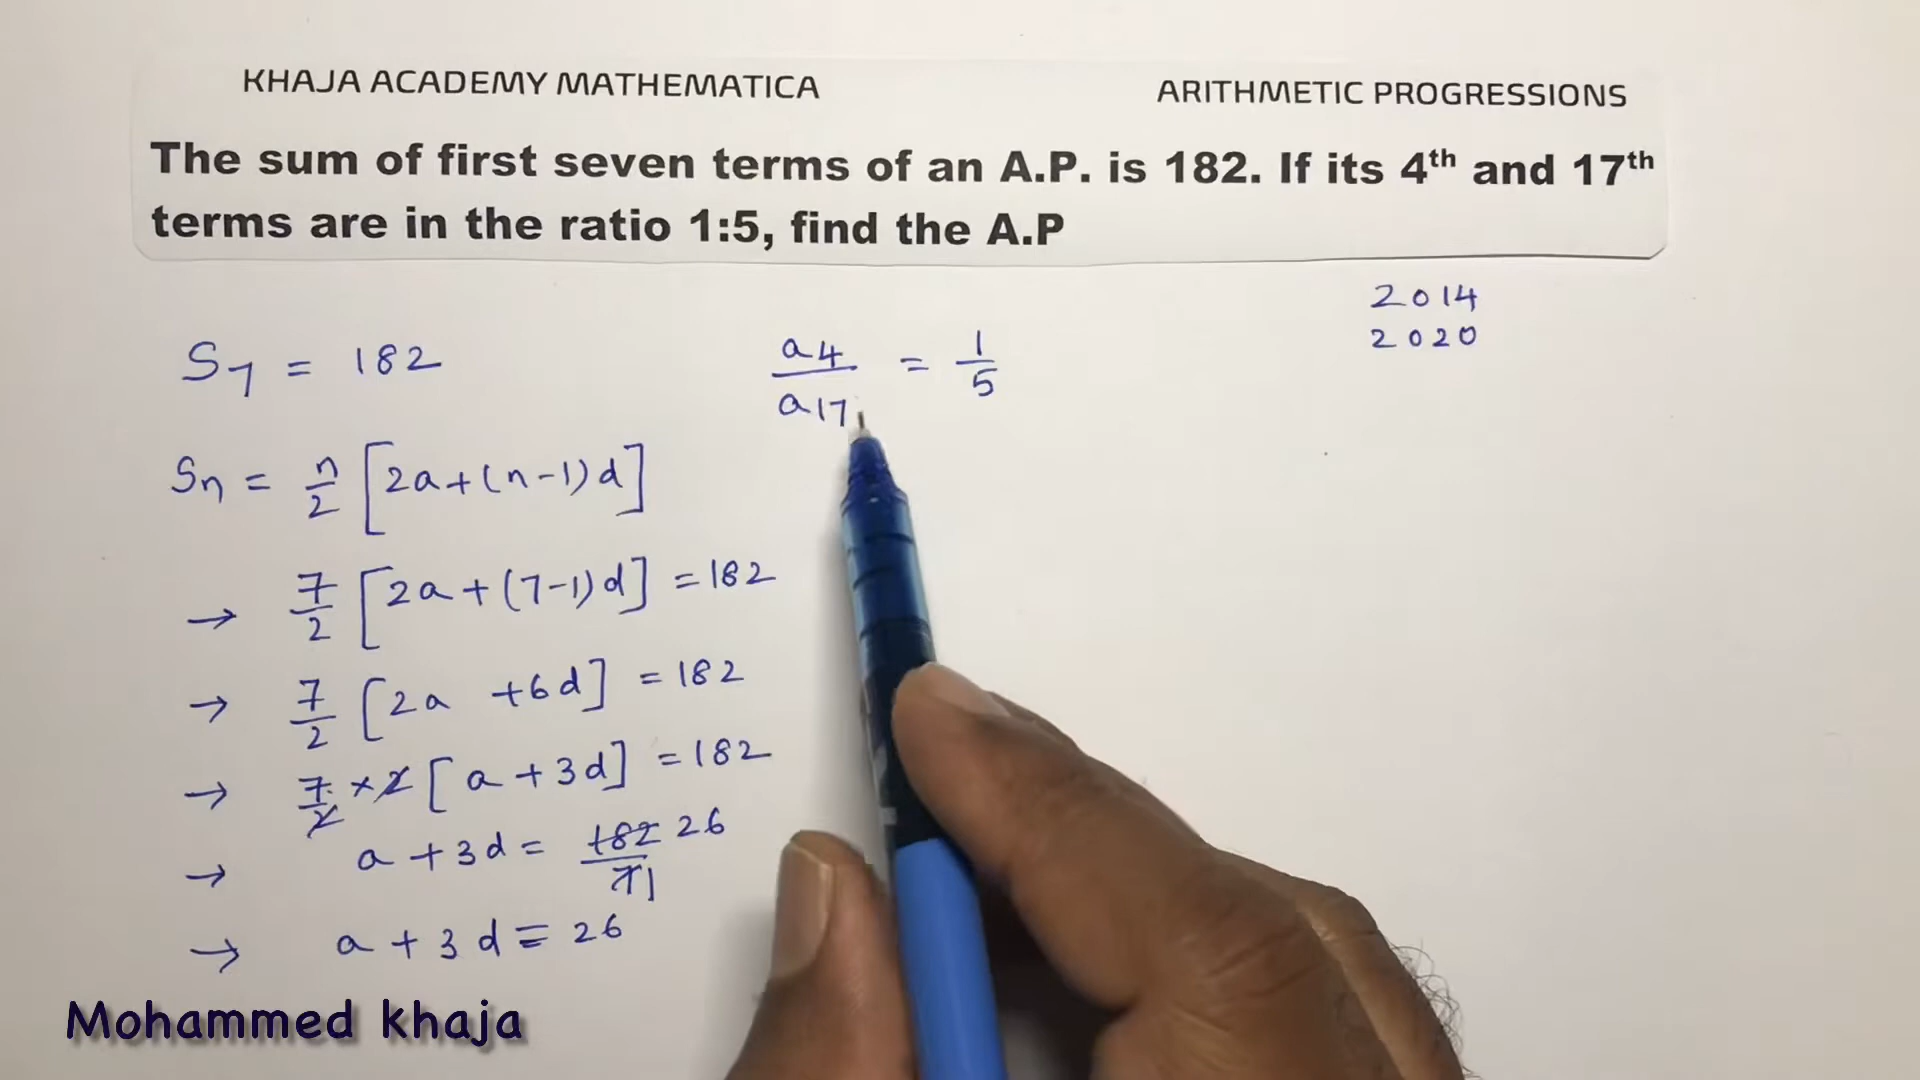 KHAJA ACADEMY MATHEMATICA
ARITHMETIC PROGRESSIONS
The sum of first seven terms of an A.P. is 182. If its 4th and 17th
terms are in the ratio 1:5, find the A.P
2014
2020
S7 = 182
a4/a17 = 1/5
Sn = n/2 [2a+(n-1)d]
→ 7/2 [2a+(7-1)d] = 182
→ 7/2 [2a +6d] = 182
→ 7/2 × 2 [a + 3d] = 182
→ a + 3d = 182/7 26 1
→ a + 3d = 26
Mohammed khaja